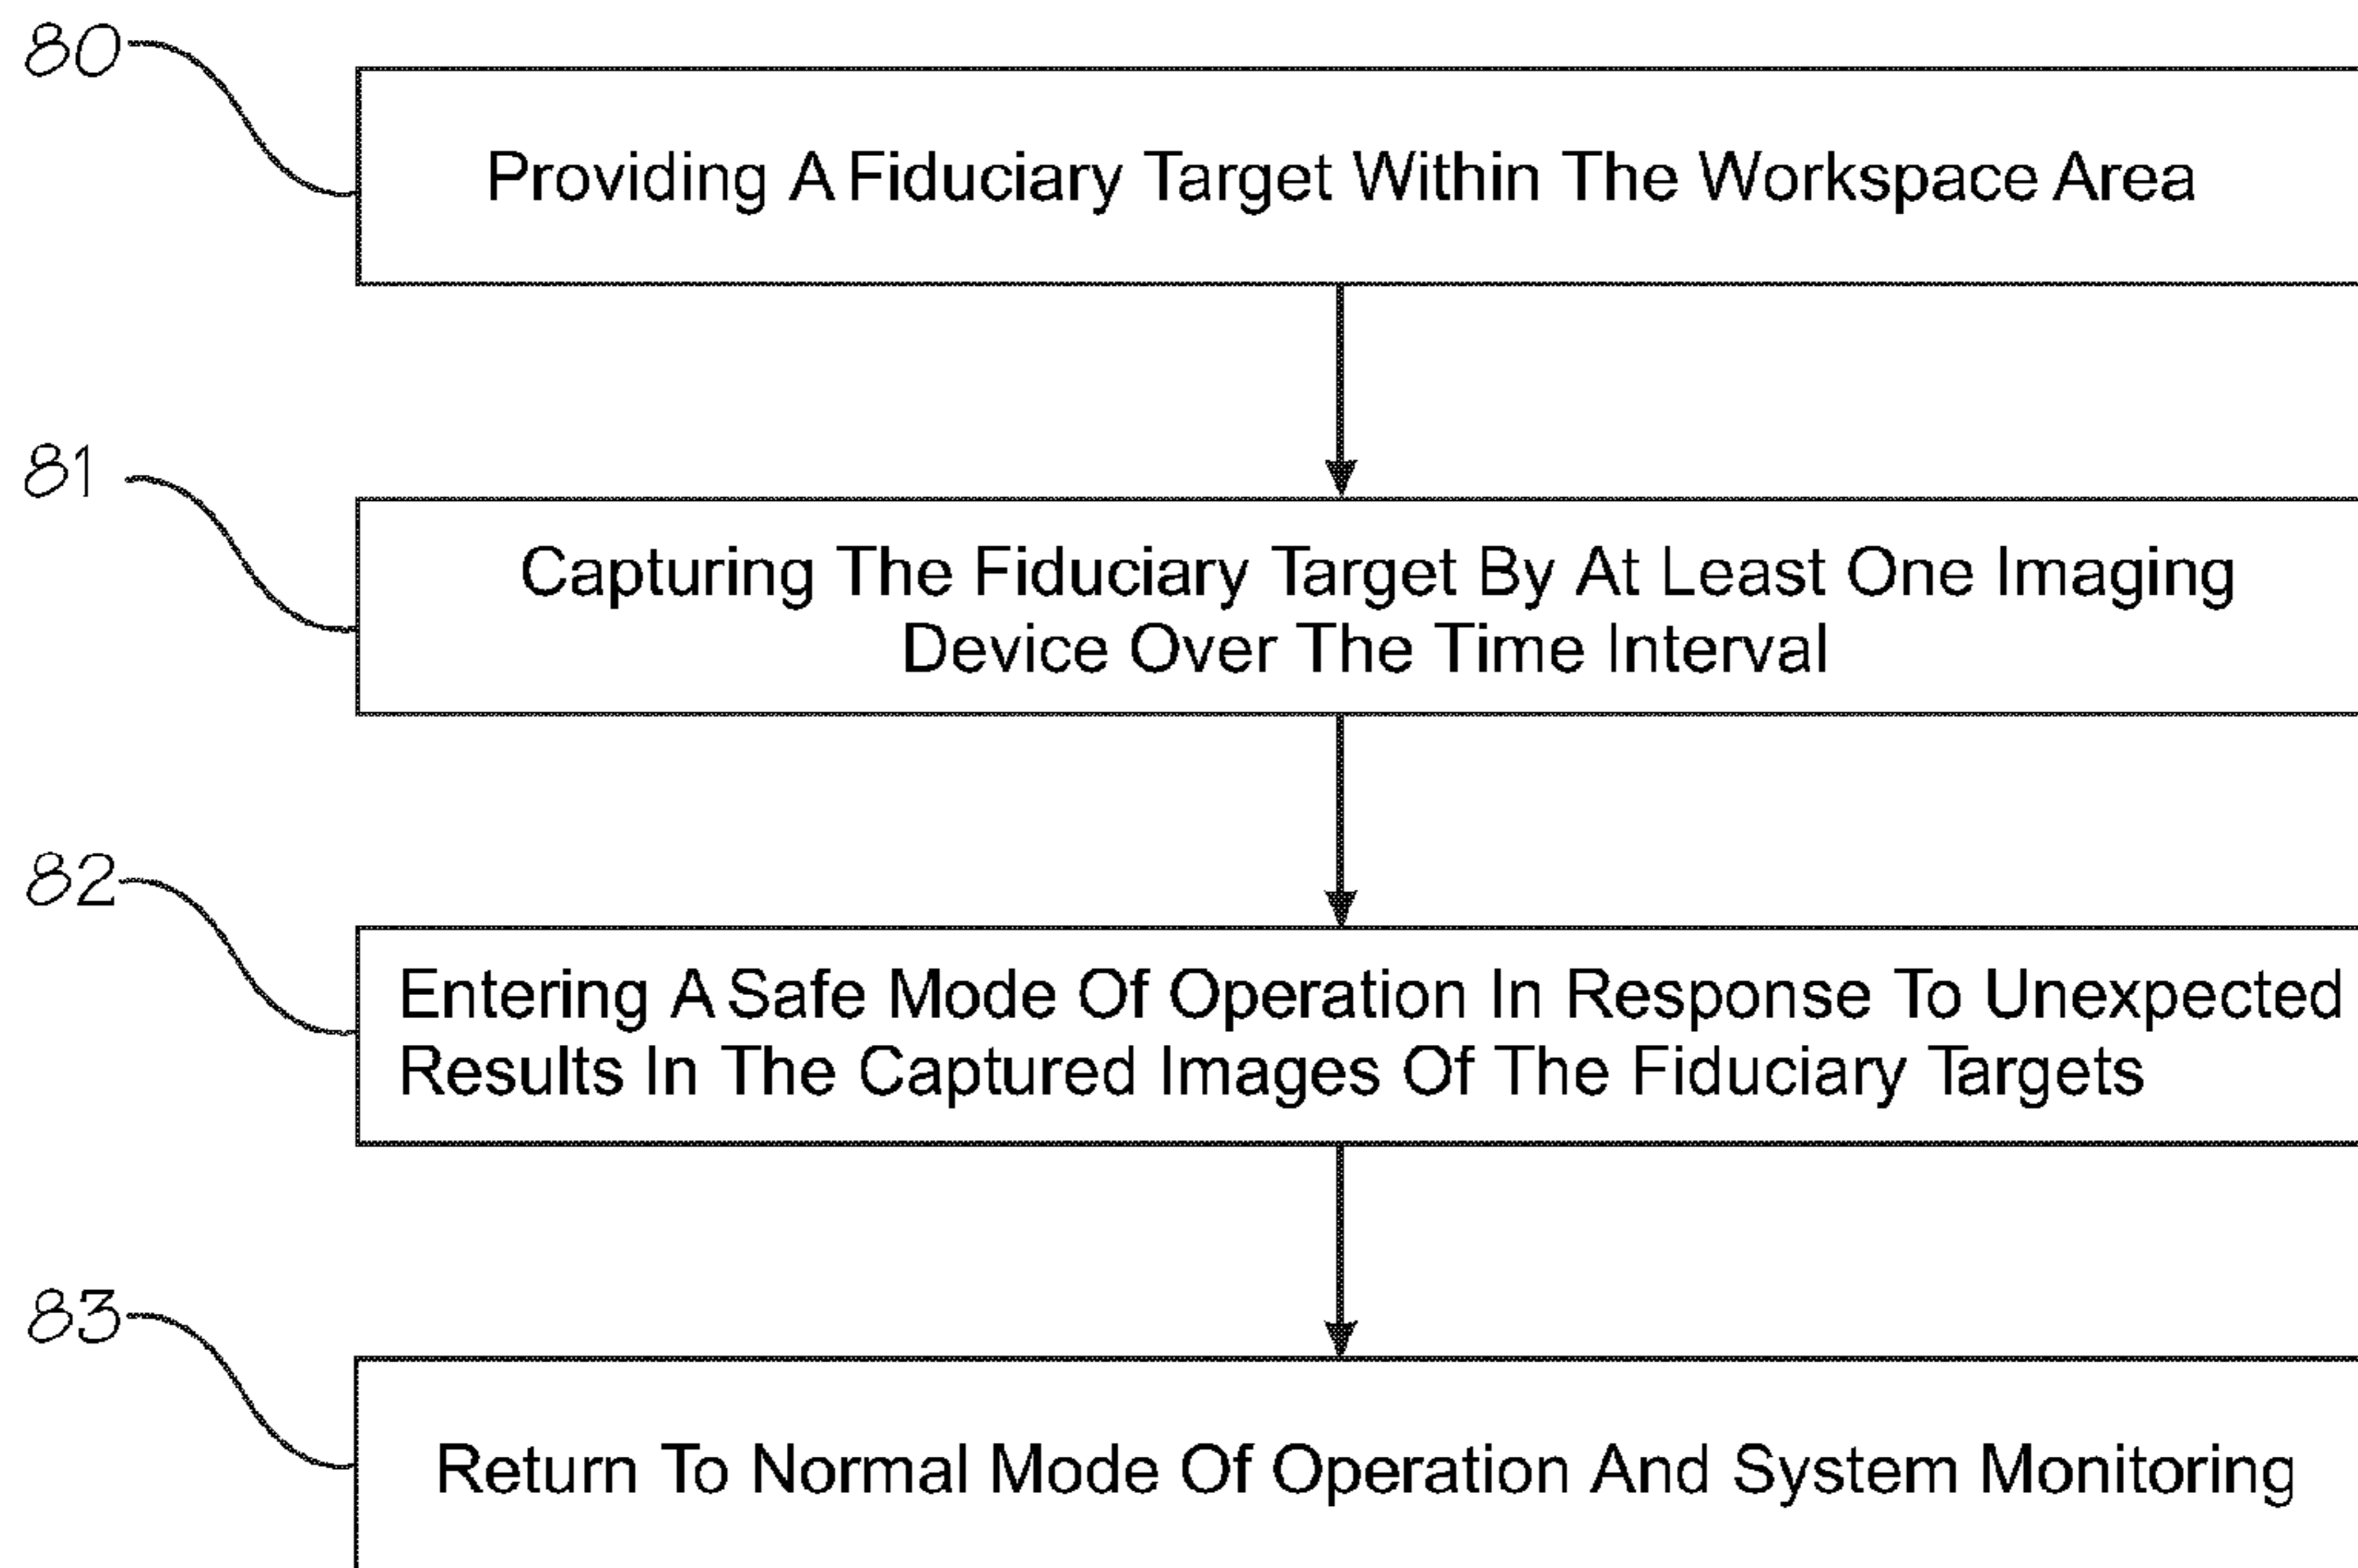 80
Providing A Fiduciary Target Within The Workspace Area
81
Capturing The Fiduciary Target By At Least One Imaging
Device Over The Time Interval
82
Entering A Safe Mode Of Operation In Response To Unexpected
Results In The Captured Images Of The Fiduciary Targets
83
Return To Normal Mode Of Operation And System Monitoring